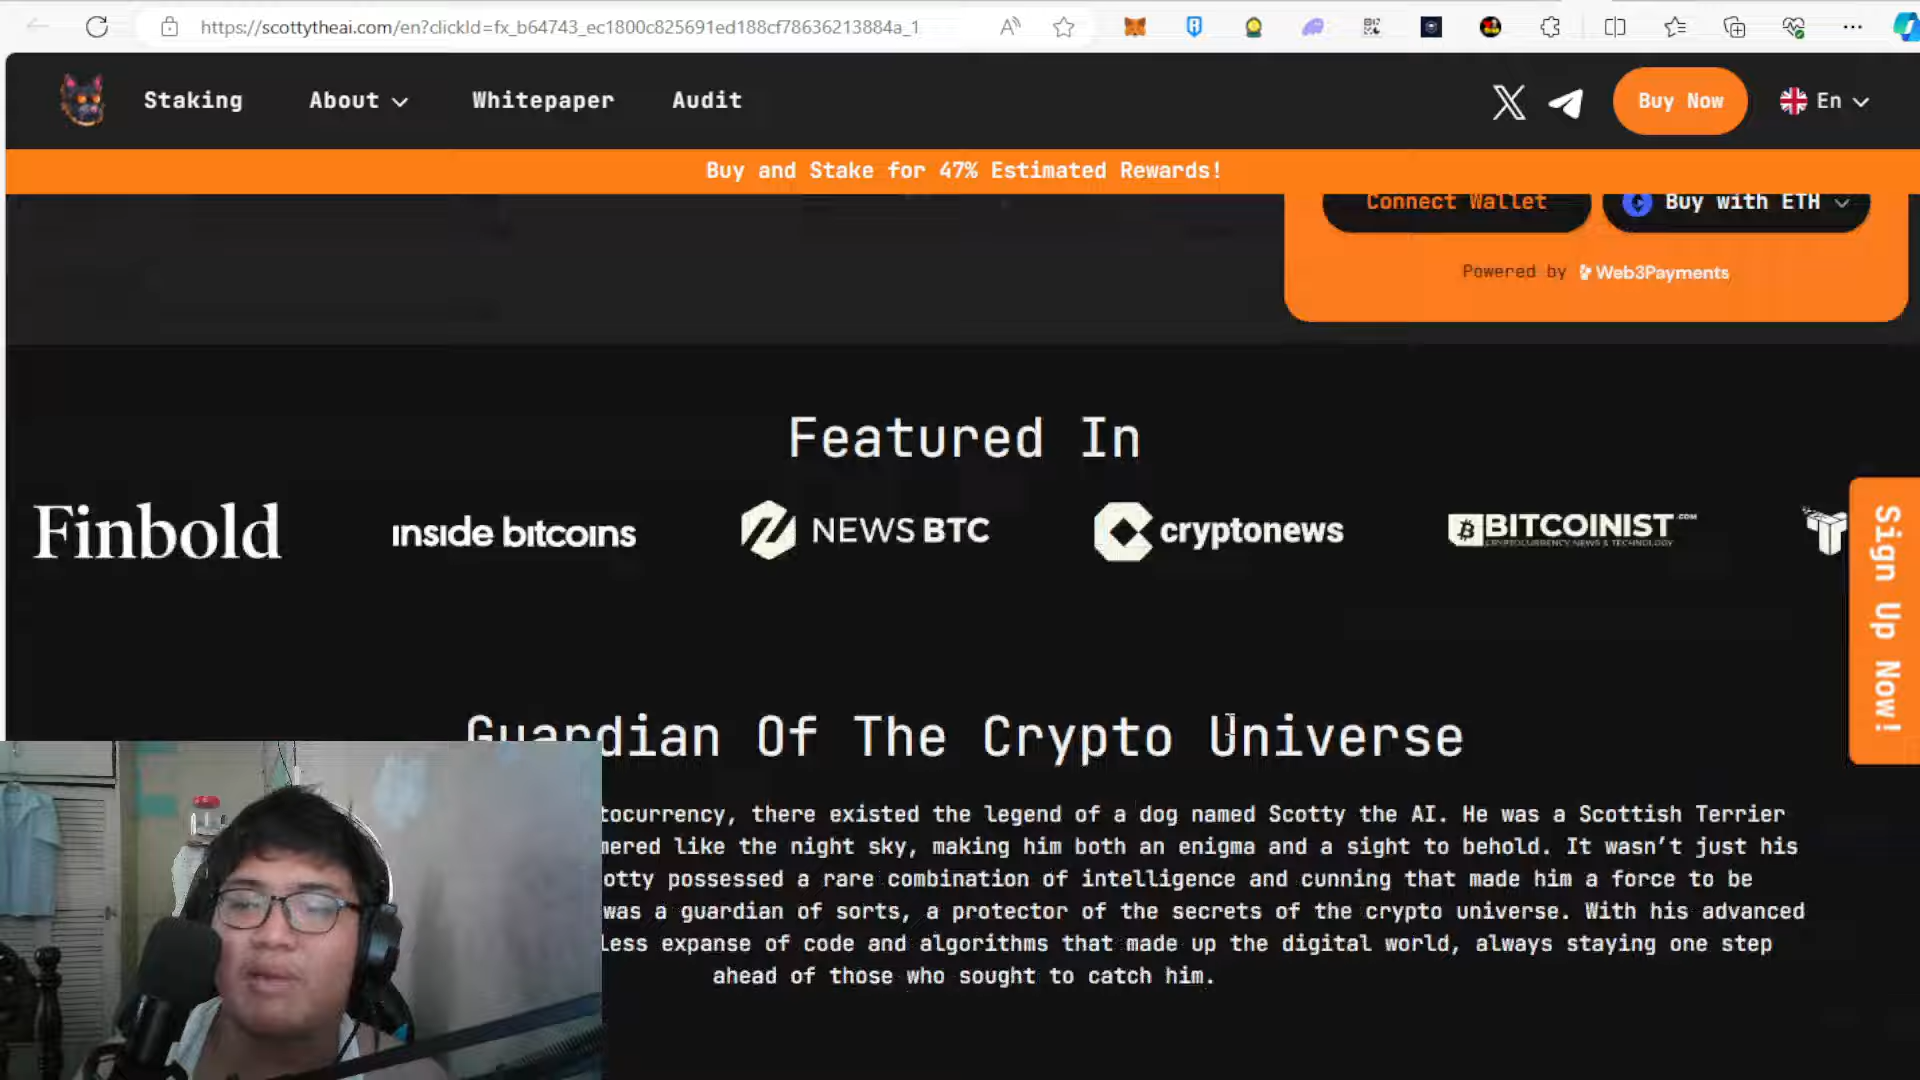 https://scottytheai.com/en?clickId=fx_b64743_ec1800c825691ed188cf78636213884a_1
Staking
About
Whitepaper
Audit
Buy Now
En
Buy and Stake for 47% Estimated Rewards!
Connect Wallet
Buy with ETH
Powered by Web3Payments
Featured In
Finbold
inside bitcoins
NEWS BTC
cryptonews
BITCOINIST.COM
CRYPTOCURRENCY NEWS & TECHNOLOGY
Sign Up Now!
Guardian Of The Crypto Universe
tocurrency, there existed the legend of a dog named Scotty the AI. He was a Scottish Terrier
mered like the night sky, making him both an enigma and a sight to behold. It wasn't just his
otty possessed a rare combination of intelligence and cunning that made him a force to be
was a guardian of sorts, a protector of the secrets of the crypto universe. With his advanced
less expanse of code and algorithms that made up the digital world, always staying one step
ahead of those who sought to catch him.